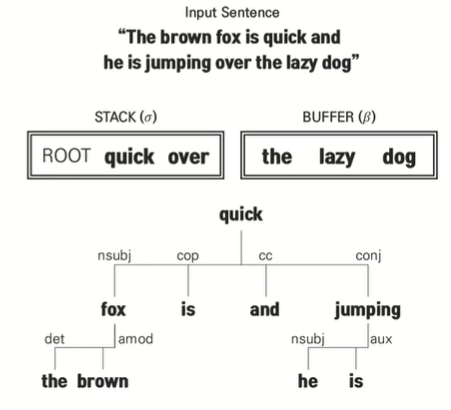 Input Sentence
“The brown fox is quick and
he is jumping over the lazy dog”
STACK (σ) BUFFER (β)
ROOT quick over the lazy dog
quick
nsubj cop cc conj
fox is and jumping
det amod nsubj aux
the brown he is